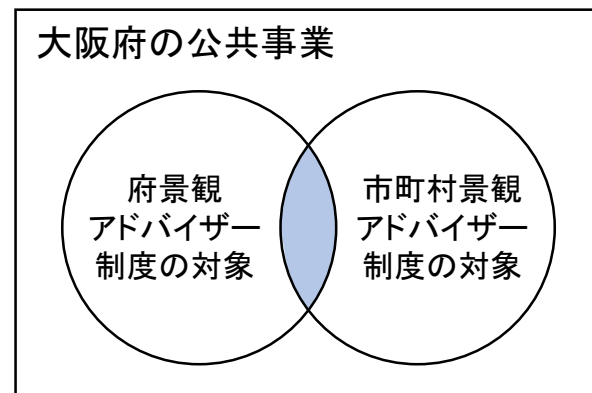 大阪府の公共事業
府景観
アドバイザー
制度の対象
市町村景観
アドバイザー
制度の対象